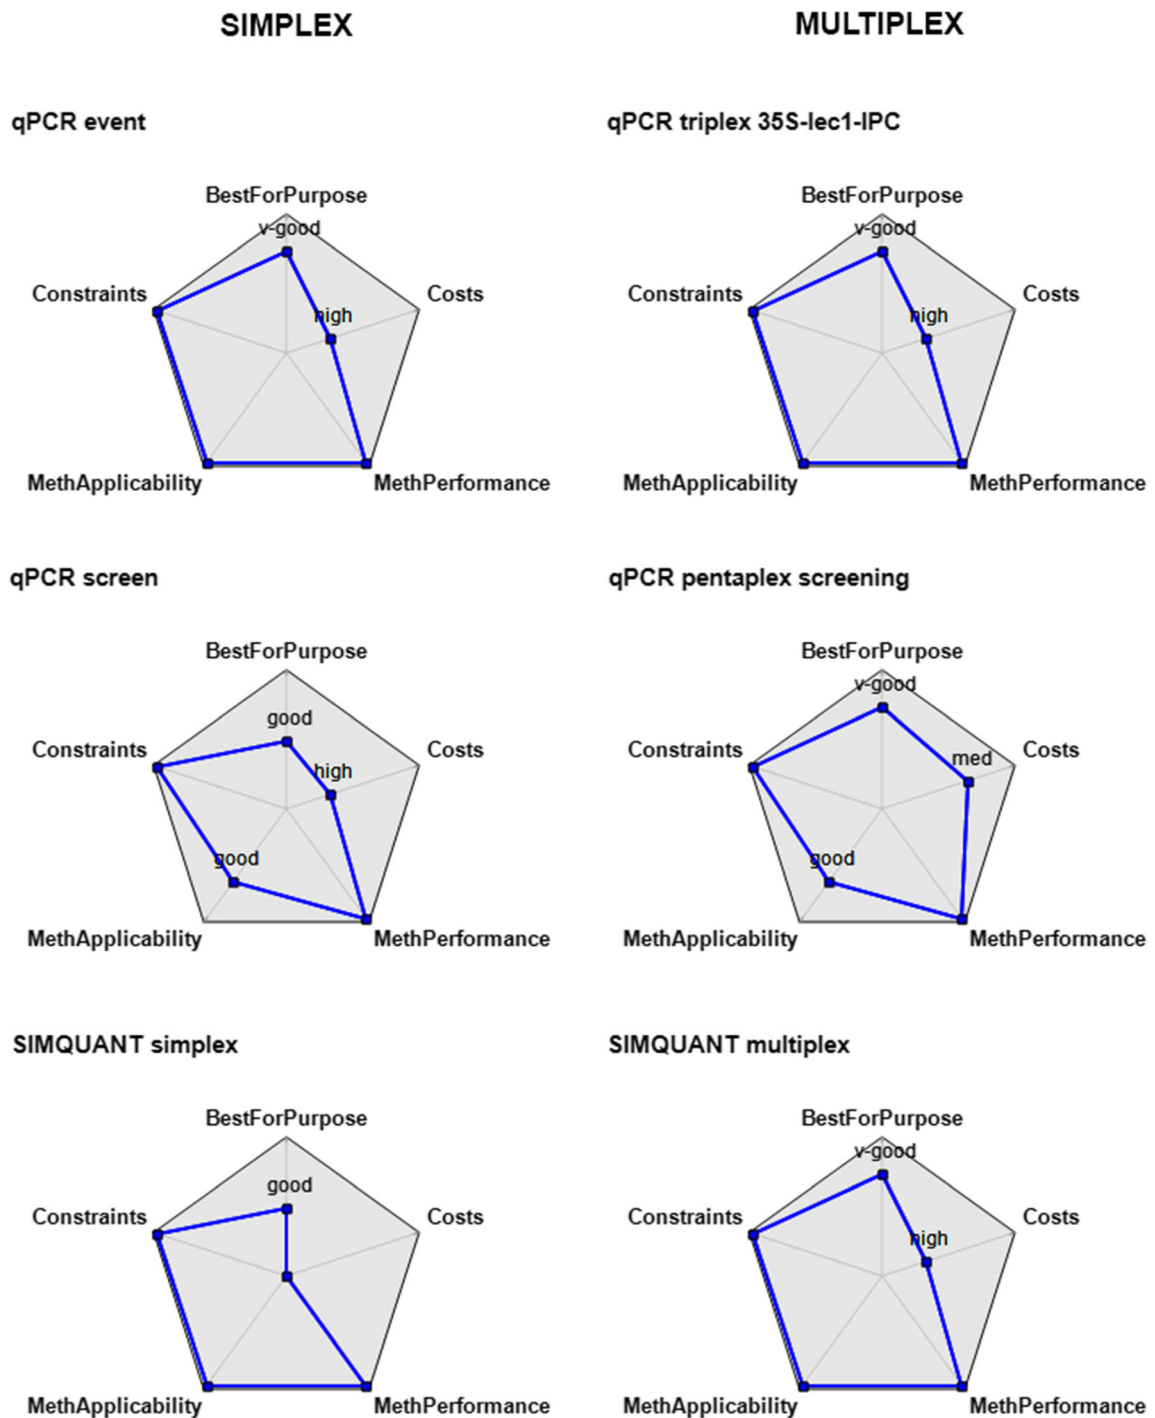 SIMPLEX
MULTIPLEX
qPCR event
qPCR triplex 35S-lec1-IPC
BestForPurpose
v-good
Constraints
high
Costs
MethApplicability
MethPerformance
BestForPurpose
v-good
Constraints
high
Costs
MethApplicability
MethPerformance
qPCR screen
qPCR pentaplex screening
BestForPurpose
good
Constraints
high
Costs
good
MethApplicability
MethPerformance
BestForPurpose
v-good
Constraints
med
Costs
good
MethApplicability
MethPerformance
SIMQUANT simplex
SIMQUANT multiplex
BestForPurpose
good
Constraints
Costs
MethApplicability
MethPerformance
BestForPurpose
v-good
Constraints
high
Costs
MethApplicability
MethPerformance